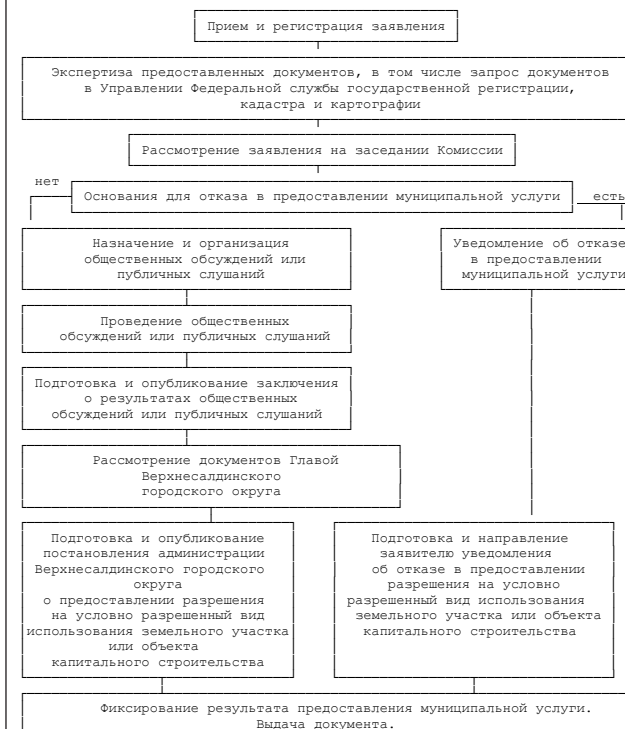 Прием и регистрация заявления
Экспертиза предоставленных документов, в том числе запрос документов
в Управлении Федеральной службы государственной регистрации,
кадастра и картографии
Рассмотрение заявления на заседании Комиссии
нет
Основания для отказа в предоставлении муниципальной услуги
есть
Назначение и организация
общественных обсуждений или
публичных слушаний
Уведомление об отказе
в предоставлении
муниципальной услуги
Проведение общественных
обсуждений или публичных слушаний
Подготовка и опубликование заключения
о результатах общественных
обсуждений или публичных слушаний
Рассмотрение документов Главой
Верхнесалдинского
городского округа
Подготовка и опубликование
постановления администрации
Верхнесалдинского городского
округа
о предоставлении разрешения
на условно разрешенный вид
использования земельного участка
или объекта
капитального строительства
Подготовка и направление
заявителю уведомления
об отказе в предоставлении
разрешения на условно
разрешенный вид использования
земельного участка или объекта
капитального строительства
Фиксирование результата предоставления муниципальной услуги.
Выдача документа.